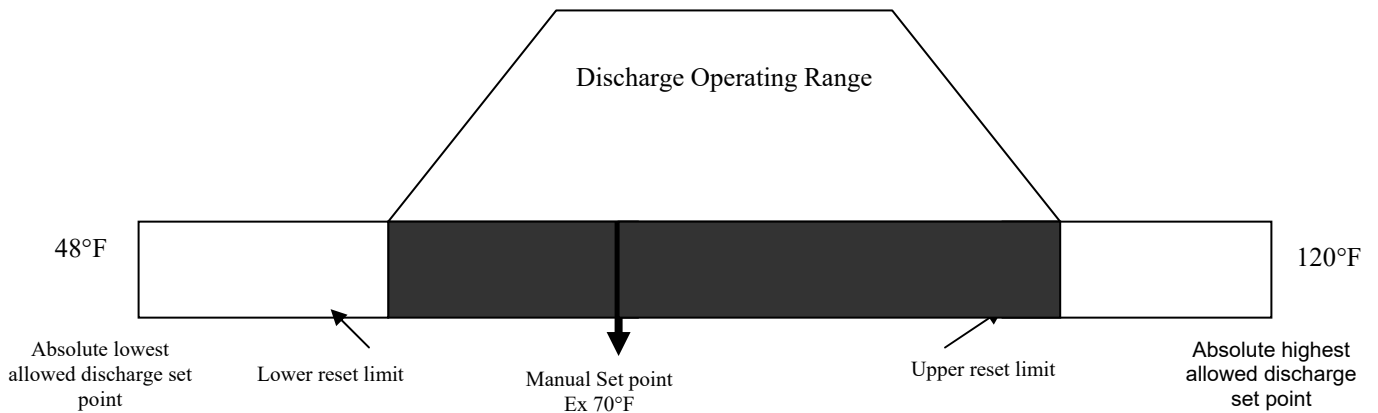 Discharge Operating Range
48°F
120°F
Absolute lowest
allowed discharge set
point
Lower reset limit
Manual Set point
Ex 70°F
Upper reset limit
Absolute highest
allowed discharge
set point